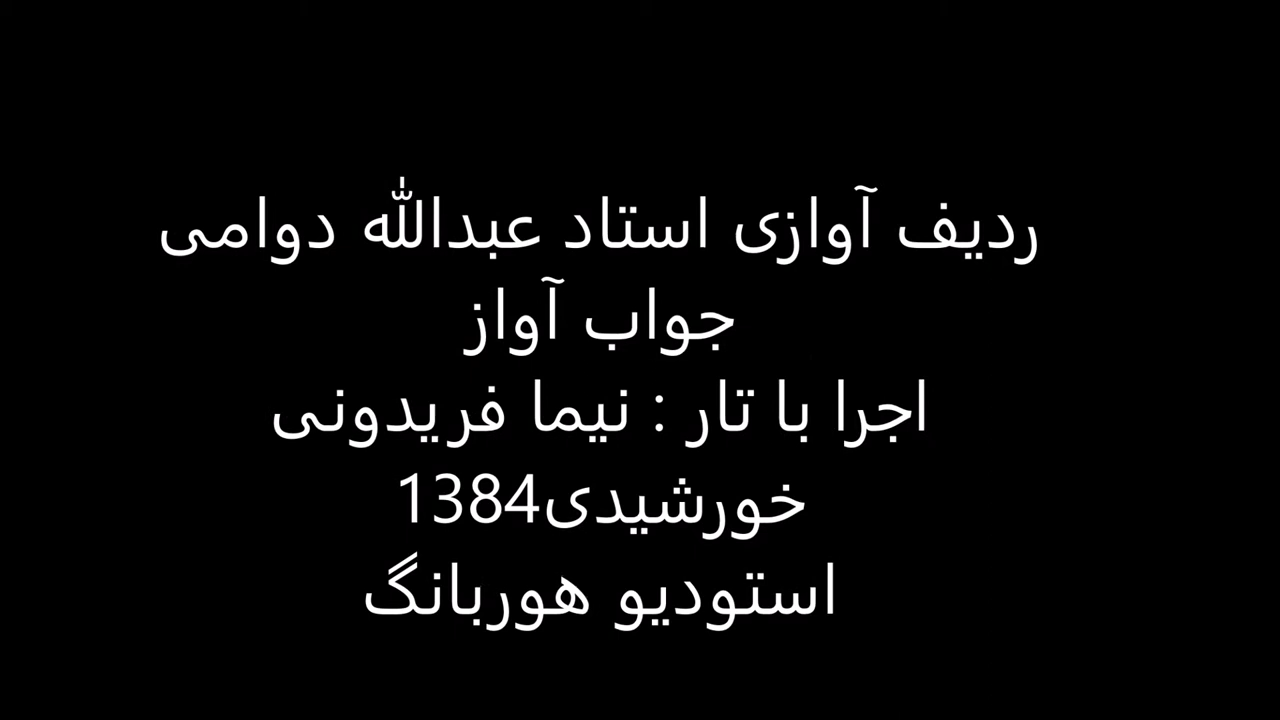 ردیف آوازی استاد عبدالله دوامی
جواب آواز
اجرا با تار : نیما فریدونی
خورشیدی1384
استودیو هوربانگ